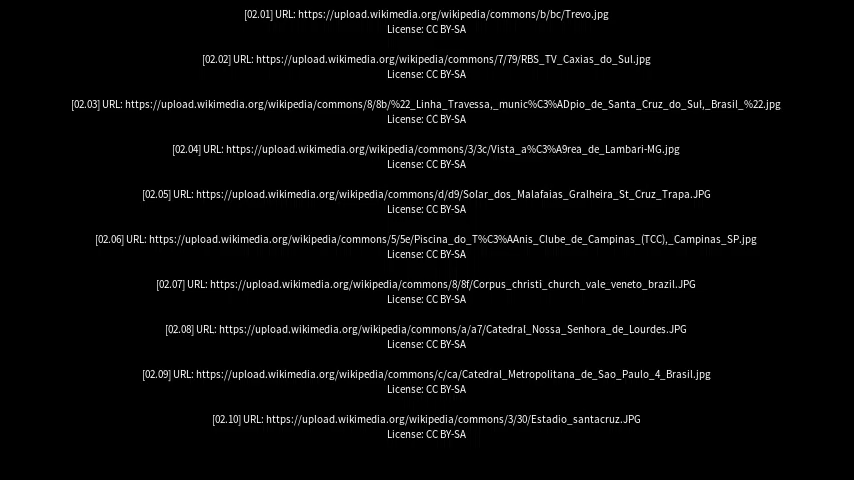 [02.01] URL: https://upload.wikimedia.org/wikipedia/commons/b/bc/Trevo.jpg
License: CC BY-SA
[02.02] URL: https://upload.wikimedia.org/wikipedia/commons/7/79/RBS_TV_Caxias_do_Sul.jpg
License: CC BY-SA
[02.03] URL: https://upload.wikimedia.org/wikipedia/commons/8/8b/%22_Linha_Travessa,_munic%C3%ADpio_de_Santa_Cruz_do_Sul,_Brasil_%22.jpg
License: CC BY-SA
[02.04] URL: https://upload.wikimedia.org/wikipedia/commons/3/3c/Vista_a%C3%A9rea_de_Lambari-MG.jpg
License: CC BY-SA
[02.05] URL: https://upload.wikimedia.org/wikipedia/commons/d/d9/Solar_dos_Malafaias_Gralheira_St_Cruz_Trapa.JPG
License: CC BY-SA
[02.06] URL: https://upload.wikimedia.org/wikipedia/commons/5/5e/Piscina_do_T%C3%AAnis_Clube_de_Campinas_(TCC),_Campinas_SP.jpg
License: CC BY-SA
[02.07] URL: https://upload.wikimedia.org/wikipedia/commons/8/8f/Corpus_christi_church_vale_veneto_brazil.JPG
License: CC BY-SA
[02.08] URL: https://upload.wikimedia.org/wikipedia/commons/a/a7/Catedral_Nossa_Senhora_de_Lourdes.JPG
License: CC BY-SA
[02.09] URL: https://upload.wikimedia.org/wikipedia/commons/c/ca/Catedral_Metropolitana_de_Sao_Paulo_4_Brasil.jpg
License: CC BY-SA
[02.10] URL: https://upload.wikimedia.org/wikipedia/commons/3/30/Estadio_santacruz.JPG
License: CC BY-SA